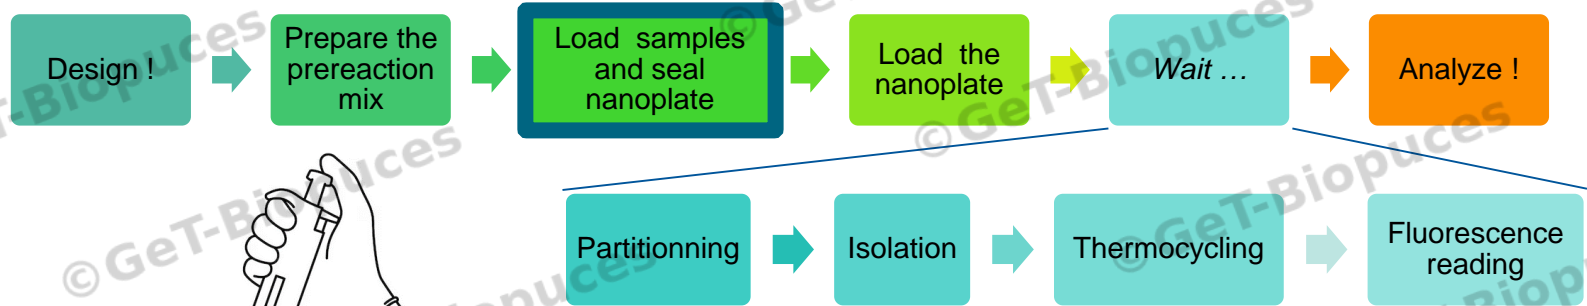 Design !
Prepare the
prereaction
mix
Load samples
and seal
nanoplate
Load the
nanoplate
Wait …
Analyze !
Partitionning
Isolation
Thermocycling
Fluorescence
reading
©GeT-Biopuces
©GeT-Biopuces
©GeT-Biopuces